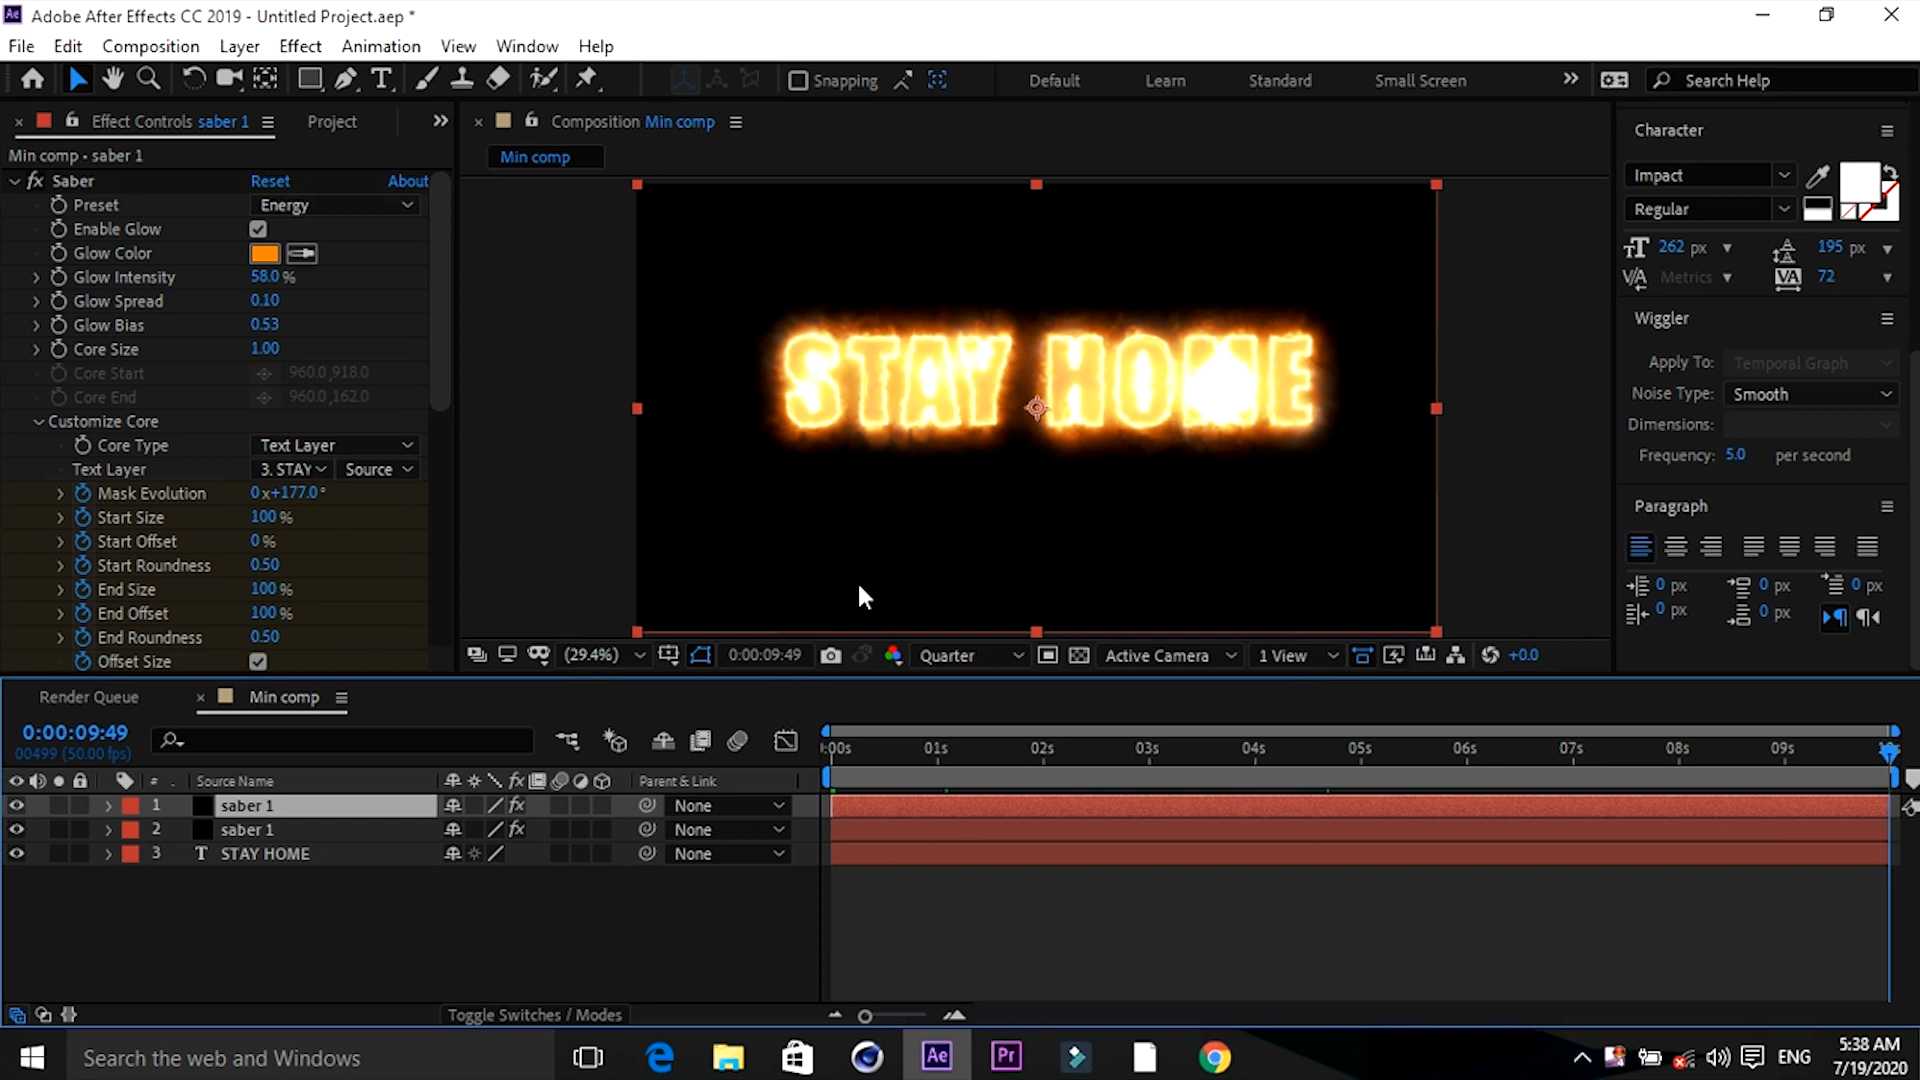 Ae Adobe After Effects CC 2019 - Untitled Project.aep *
File Edit Composition Layer Effect Animation View Window Help
Snapping Default Learn Standard Small Screen Search Help
Effect Controls saber 1 Project
Composition Min comp
Min comp • saber 1
Min comp
fx Saber Reset About
Preset Energy
Enable Glow
Glow Color
Glow Intensity 58.0 %
Glow Spread 0.10
Glow Bias 0.53
Core Size 1.00
Core Start 960.0,918.0
Core End 960.0,162.0
Customize Core
Core Type Text Layer
Text Layer 3. STAY Source
Mask Evolution 0x+177.0°
Start Size 100 %
Start Offset 0 %
Start Roundness 0.50
End Size 100 %
End Offset 100 %
End Roundness 0.50
Offset Size
STAY HOME
(29.4%) 0:00:09:49 Quarter Active Camera 1 View +0.0
Character
Impact
Regular
262 px 195 px
Metrics 72
Wiggler
Apply To: Temporal Graph
Noise Type: Smooth
Dimensions:
Frequency: 5.0 per second
Paragraph
0 px 0 px 0 px
0 px 0 px
Render Queue Min comp
0:00:09:49
00499 (50.00 fps)
:00s 01s 02s 03s 04s 05s 06s 07s 08s 09s
# Source Name fx Parent & Link
1 saber 1 fx None
2 saber 1 fx None
3 T STAY HOME None
Toggle Switches / Modes
Search the web and Windows
Ae Pr
ENG
5:38 AM
7/19/2020